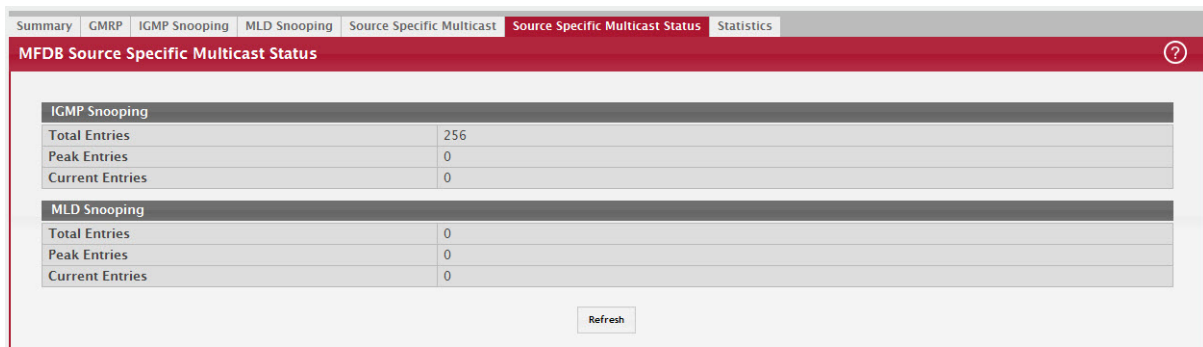 Summary GMRP IGMP Snooping MLD Snooping Source Specific Multicast Source Specific Multicast Status Statistics
MFDB Source Specific Multicast Status ?
IGMP Snooping
Total Entries 256
Peak Entries 0
Current Entries 0
MLD Snooping
Total Entries 0
Peak Entries 0
Current Entries 0
Refresh